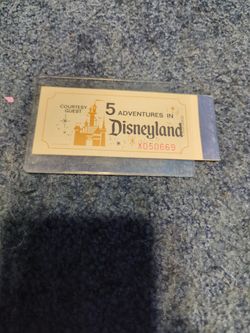 COURTESY
GUEST
5 ADVENTURES IN
Disneyland
X050669